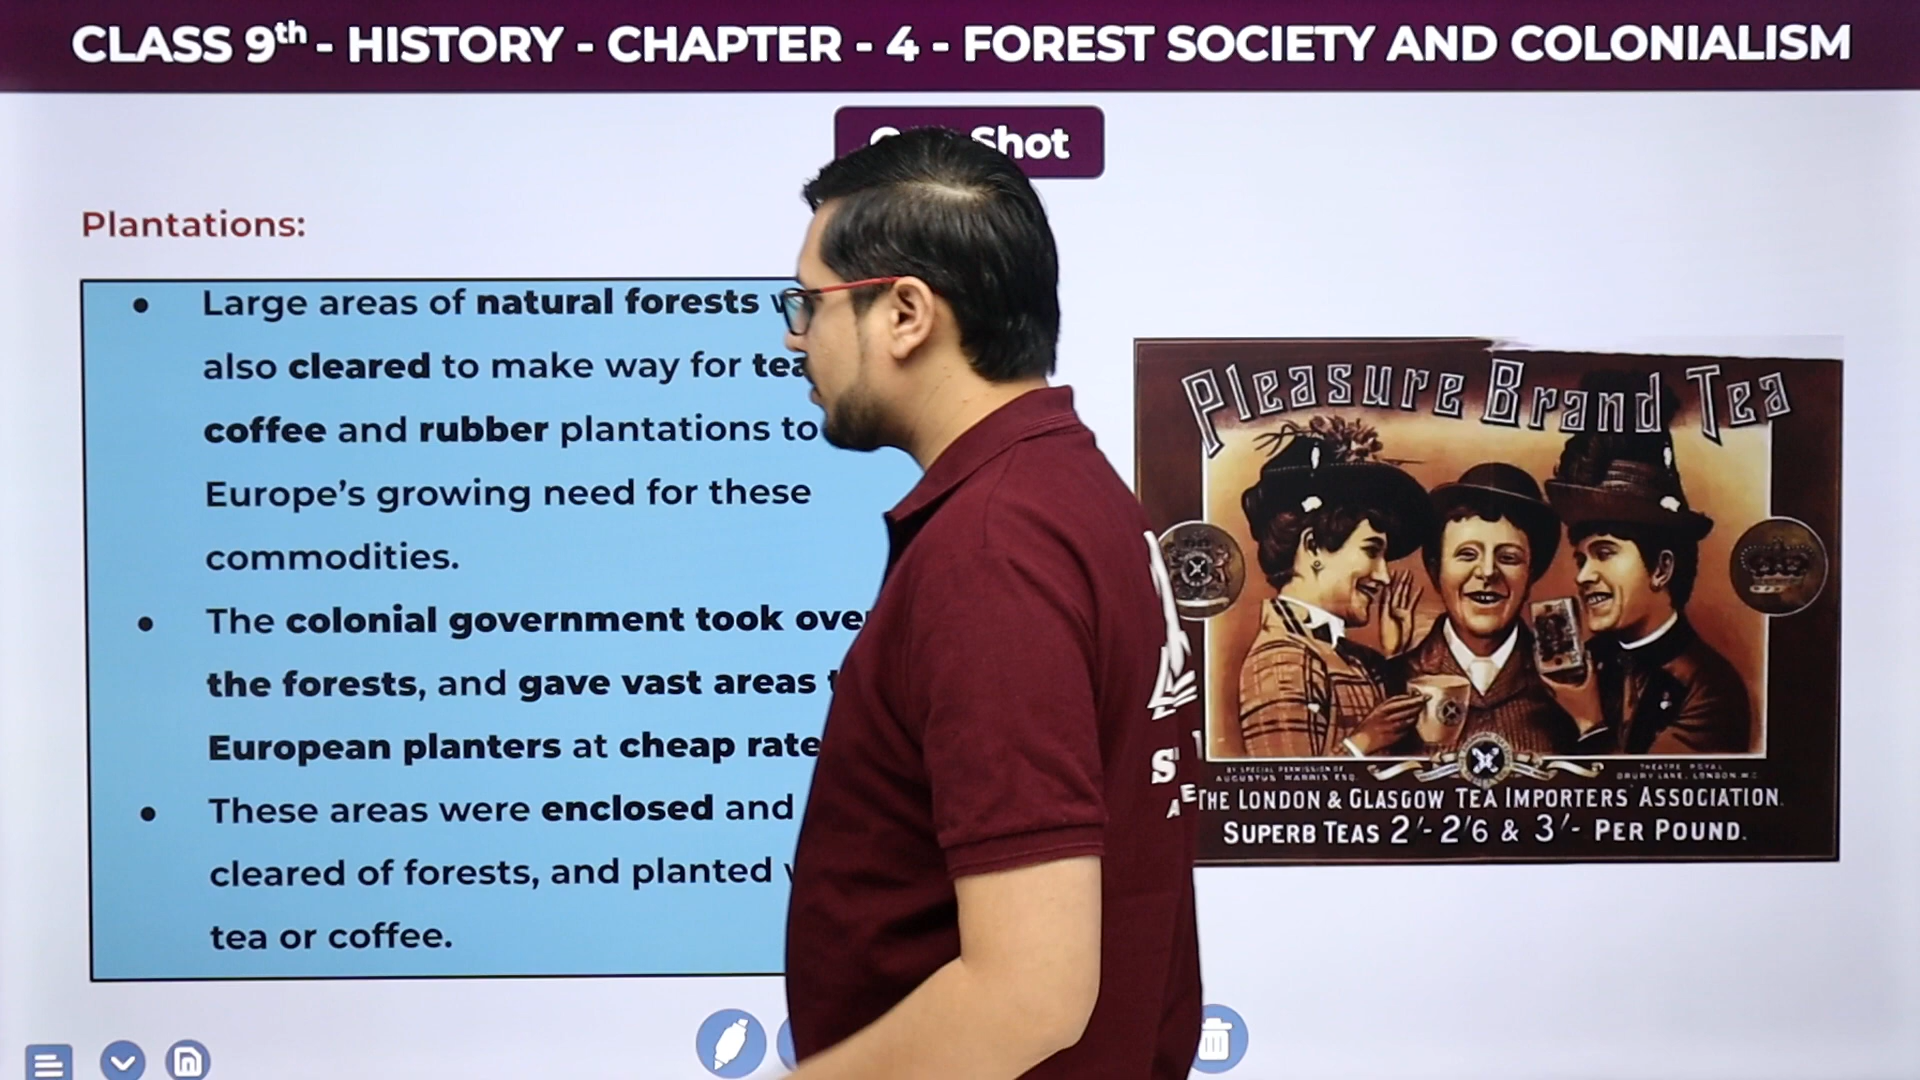 CLASS 9th - HISTORY - CHAPTER - 4 - FOREST SOCIETY AND COLONIALISM
Shot
Plantations:
• Large areas of natural forests
also cleared to make way for tea
coffee and rubber plantations to
Europe’s growing need for these
commodities.
• The colonial government took over
the forests, and gave vast areas
European planters at cheap rate
• These areas were enclosed and
cleared of forests, and planted
tea or coffee.
Pleasure Brand Tea
BY SPECIAL PERMISSION OF
AUGUSTUS HARRIS ESQ.
THEATRE ROYAL
DRURY LANE, LONDON. W.C.
THE LONDON & GLASGOW TEA IMPORTERS ASSOCIATION.
SUPERB TEAS 2/- 2/6 & 3/- PER POUND.